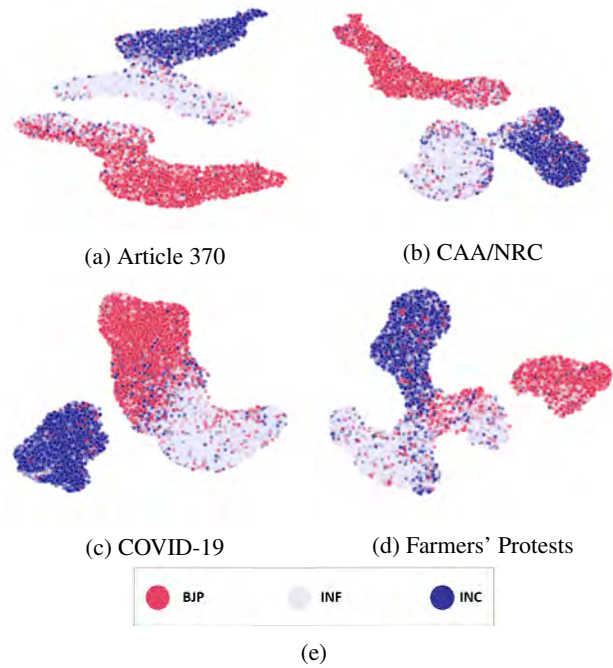 (a) Article 370
(b) CAA/NRC
(c) COVID-19
(d) Farmers’ Protests
BJP INF INC
(e)